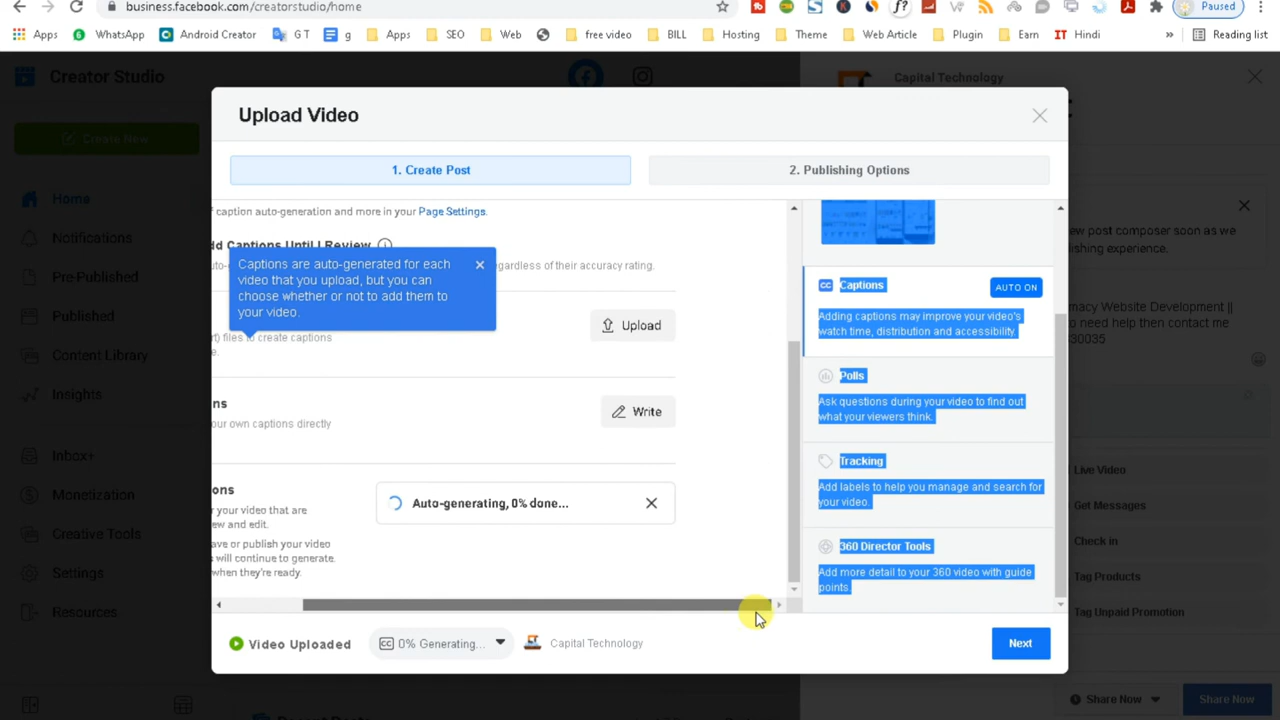 business.facebook.com/creatorstudio/home
Paused
Apps
WhatsApp
Android Creator
G T
g
Apps
SEO
Web
free video
BILL
Hosting
Theme
Web Article
Plugin
Earn
IT Hindi
»
Reading list
Creator Studio
Capital Technology
Create New
Home
Notifications
Pre-Published
Published
Content Library
Insights
Inbox+
Monetization
Creative Tools
Settings
Resources
Upload Video
1. Create Post
2. Publishing Options
f caption auto-generation and more in your Page Settings.
dd Captions Until I Review
uto-
egardless of their accuracy rating.
Captions are auto-generated for each
video that you upload, but you can
choose whether or not to add them to
your video.
rt) files to create captions
e.
Upload
ns
our own captions directly
Write
ons
r your video that are
ew and edit.
ave or publish your video
s will continue to generate.
when they're ready.
Auto-generating, 0% done...
Captions
AUTO ON
Adding captions may improve your video's
watch time, distribution and accessibility.
Polls
Ask questions during your video to find out
what your viewers think.
Tracking
Add labels to help you manage and search for
your video.
360 Director Tools
Add more detail to your 360 video with guide
points.
Video Uploaded
CC 0% Generating...
Capital Technology
Next
ew post composer soon as we
lishing experience.
macy Website Development ||
to need help then contact me
30035
Live Video
Get Messages
Check in
Tag Products
Tag Unpaid Promotion
Share Now
Share Now